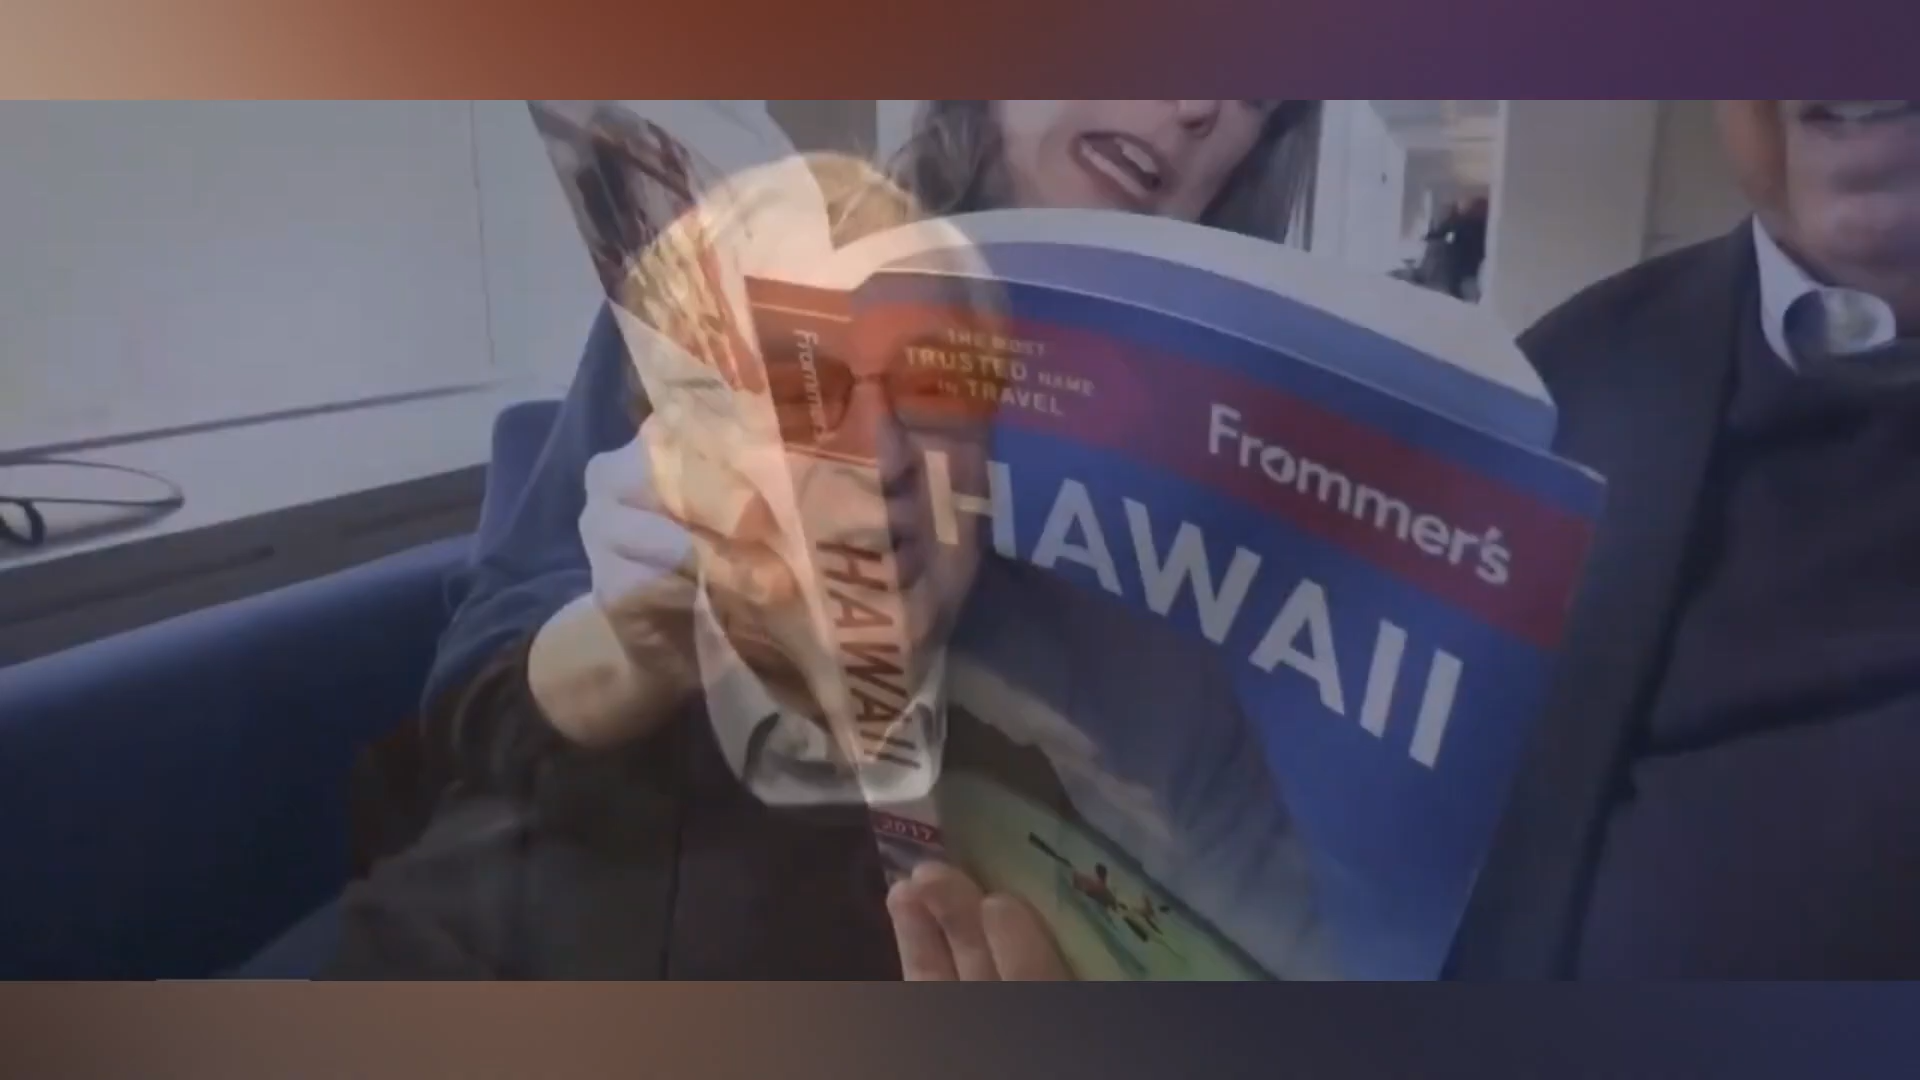 THE MOST
TRUSTED NAME
IN TRAVEL
Frommer's
HAWAII
Frommer's
HAWAII
2017